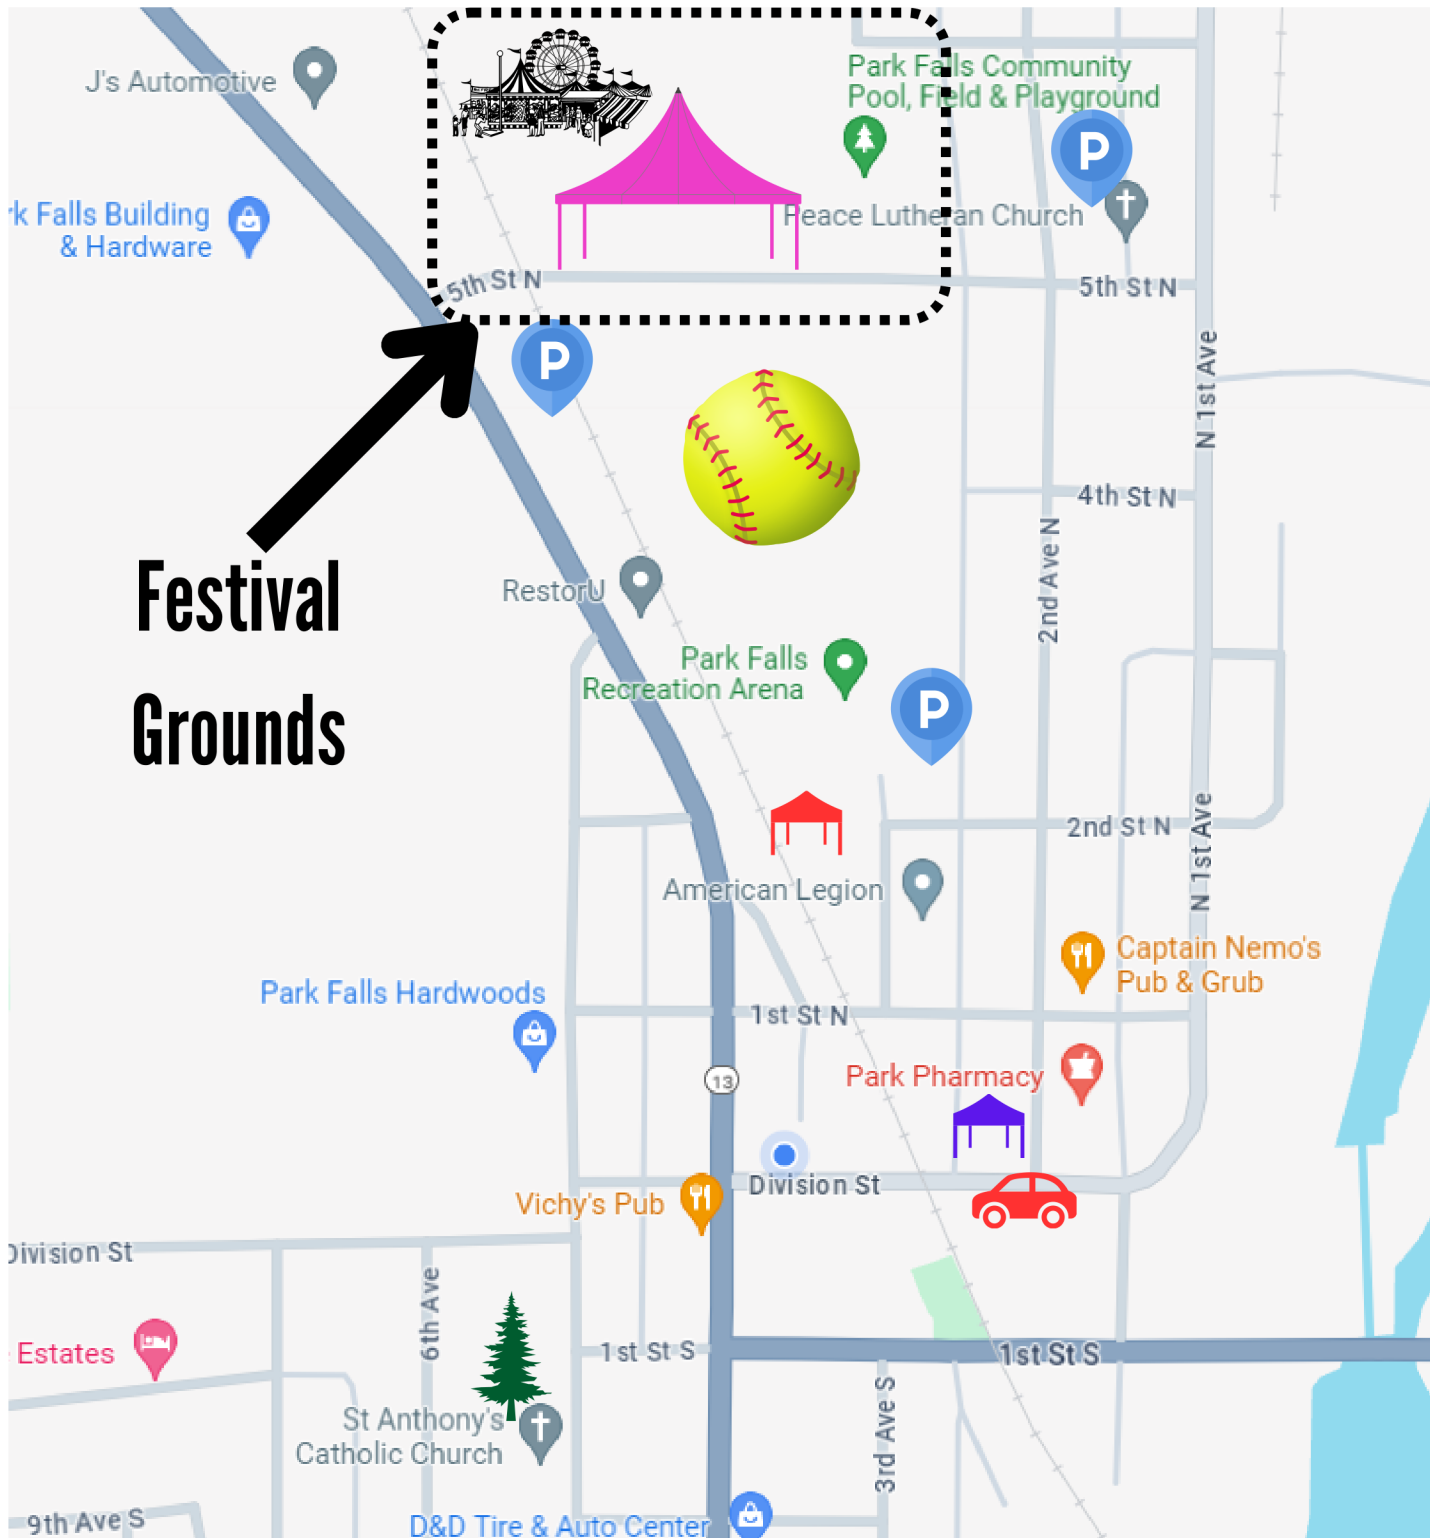 J's Automotive
Park Falls Community
Pool, Field & Playground
P
rk Falls Building
& Hardware
Peace Lutheran Church
5th St N
5th St N
P
N 1st Ave
4th St N
2nd Ave N
Festival
Grounds
RestorU
Park Falls
Recreation Arena
P
2nd St N
N 1st Ave
American Legion
Captain Nemo's
Pub & Grub
Park Falls Hardwoods
1st St N
13
Park Pharmacy
Division St
Vichy's Pub
Division St
6th Ave
Estates
1st St S
1st St S
3rd Ave S
St Anthony's
Catholic Church
9th Ave S
D&D Tire & Auto Center